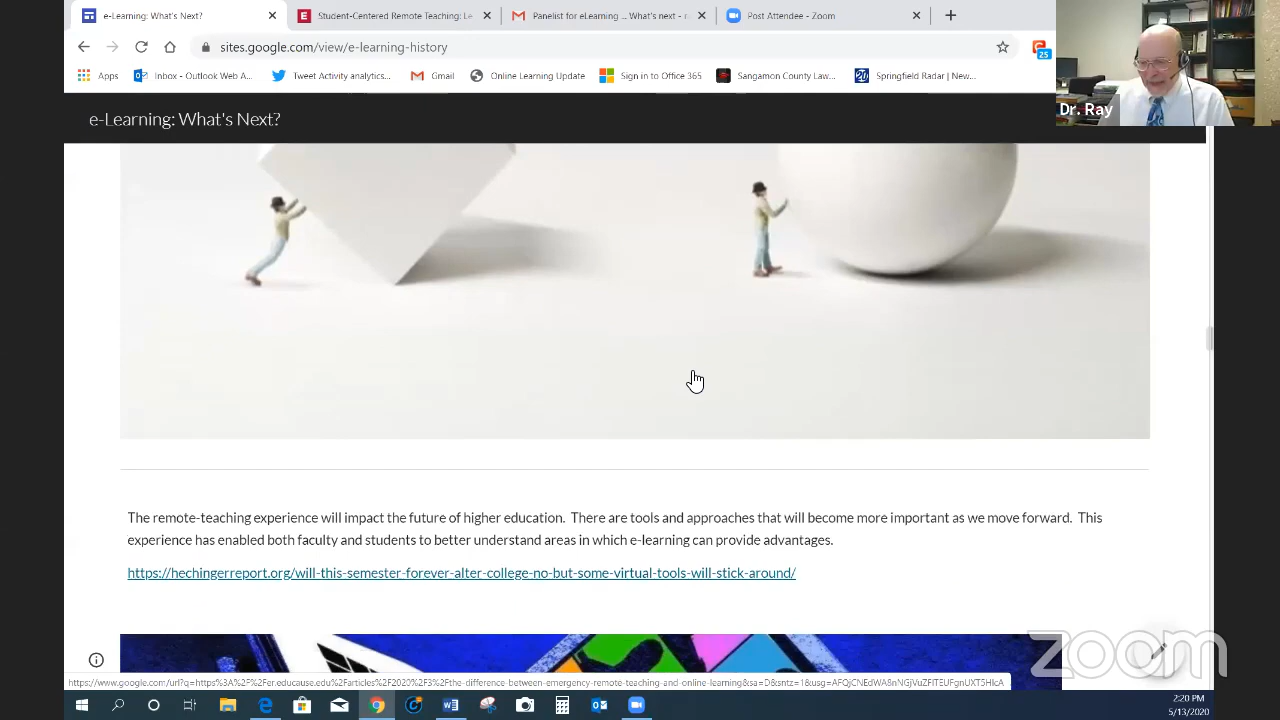 e-Learning: What's Next?
Student-Centered Remote Teaching: Le
Panelist for eLearning ... What's next - e
Post Attendee - Zoom
sites.google.com/view/e-learning-history
25
Apps
Inbox - Outlook Web A...
Tweet Activity analytics...
Gmail
Online Learning Update
Sign in to Office 365
Sangamon County Law...
20
Springfield Radar | New...
Dr. Ray
e-Learning: What's Next?
The remote-teaching experience will impact the future of higher education. There are tools and approaches that will become more important as we move forward. This
experience has enabled both faculty and students to better understand areas in which e-learning can provide advantages.
https://hechingerreport.org/will-this-semester-forever-alter-college-no-but-some-virtual-tools-will-stick-around/
zoom
2:20 PM
5/13/2020